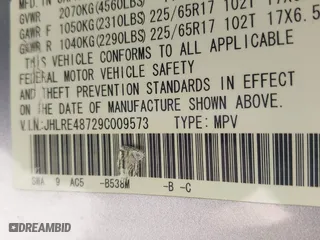 GVWR 2070KG(4560LBS)
GAWR F 1050KG(2310LBS) 225/65R17 102T 17X6.5
GAWR R 1040KG(2290LBS) 225/65R17 102T 17X6.5
THIS VEHICLE CONFORMS TO ALL APPLICABLE
FEDERAL MOTOR VEHICLE SAFETY
AND THEFT PREVENTION STANDARDS IN EFFECT
ON THE DATE OF MANUFACTURE SHOWN ABOVE.
V.I.N: JHLRE48729C009573 TYPE: MPV
SWA 9 AC5 -B538M -B -C
DREAMBID